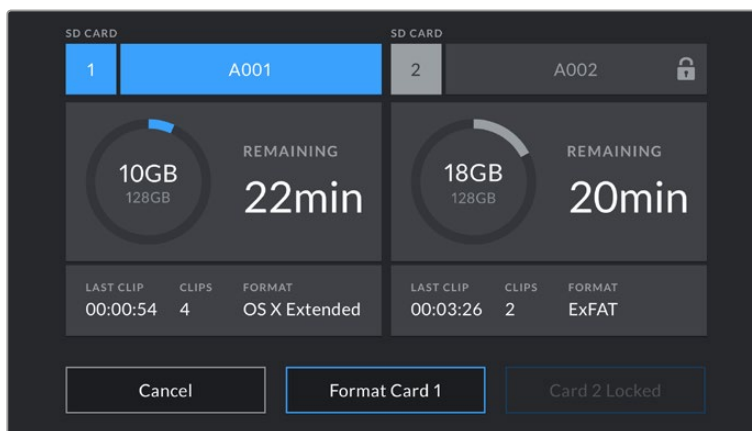 SD CARD
1 A001
10GB
128GB
REMAINING
22min
LAST CLIP CLIPS FORMAT
00:00:54 4 OS X Extended
SD CARD
2 A002
18GB
128GB
REMAINING
20min
LAST CLIP CLIPS FORMAT
00:03:26 2 ExFAT
Cancel
Format Card 1
Card 2 Locked